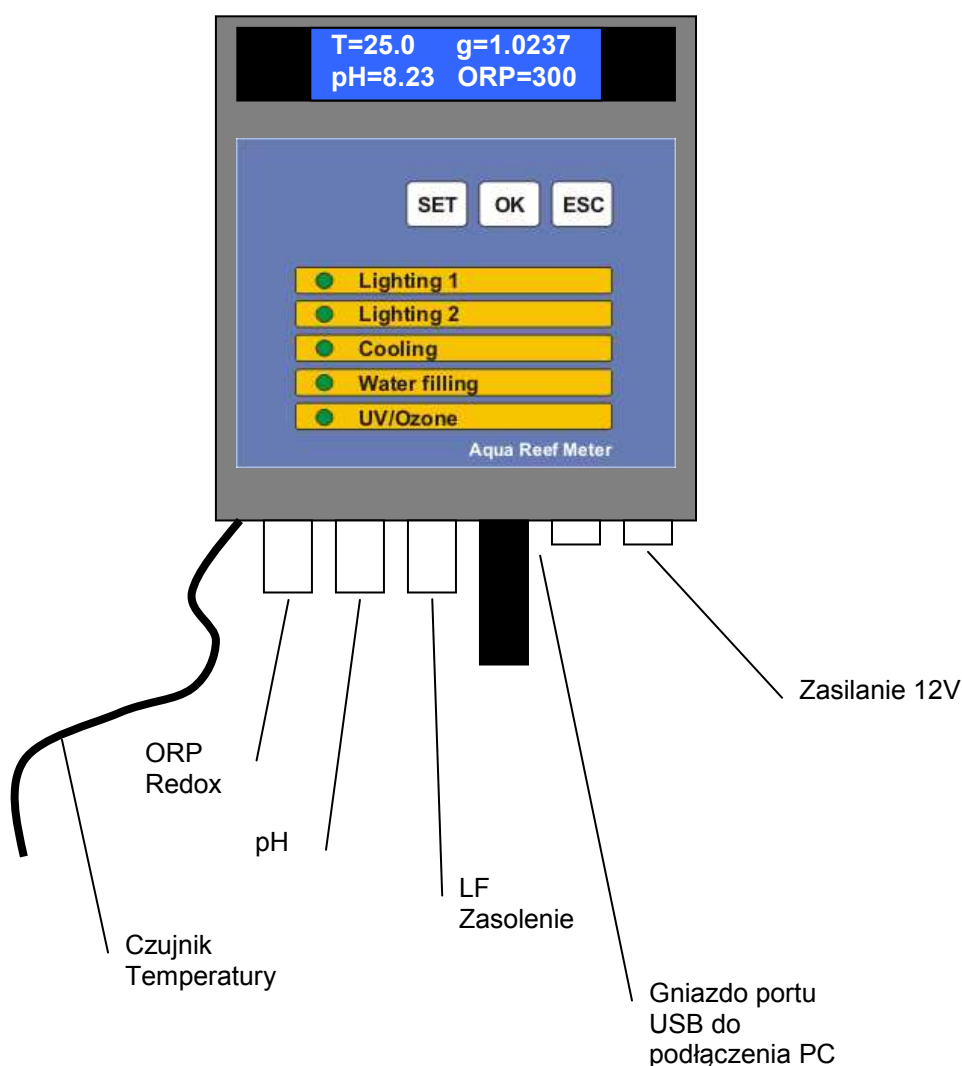 T=25.0 g=1.0237
pH=8.23 ORP=300
SET OK ESC
Lighting 1
Lighting 2
Cooling
Water filling
UV/Ozone
Aqua Reef Meter
Zasilanie 12V
ORP
Redox
pH
LF
Zasolenie
Czujnik
Temperatury
Gniazdo portu
USB do
podłączenia PC